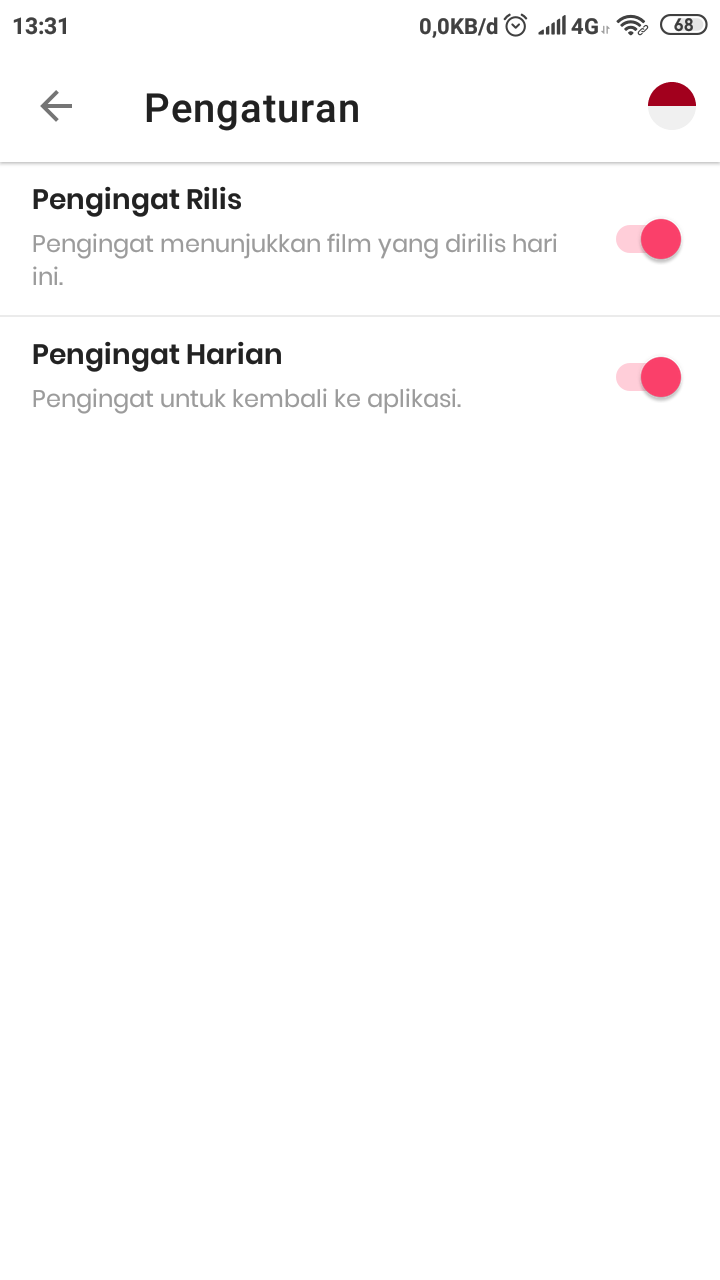 13:31 0,0KB/d 4G 68
Pengaturan
Pengingat Rilis
Pengingat menunjukkan film yang dirilis hari
ini.
Pengingat Harian
Pengingat untuk kembali ke aplikasi.